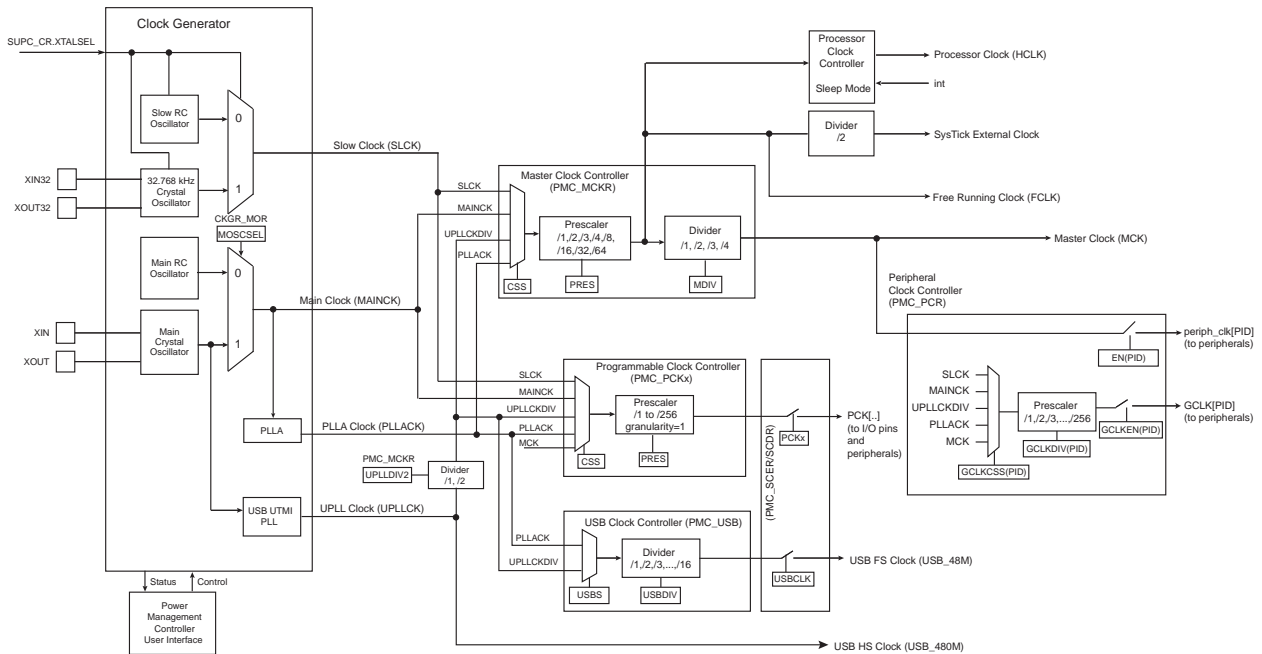 Clock Generator
SUPC_CR.XTALSEL
Slow RC
Oscillator
0
XIN32
XOUT32
32.768 kHz
Crystal
Oscillator
1
Slow Clock (SLCK)
CKGR_MOR
MOSCSEL
Main RC
Oscillator
0
XIN
XOUT
Main
Crystal
Oscillator
1
Main Clock (MAINCK)
PLLA
PLLA Clock (PLLACK)
PMC_MCKR
UPLLDIV2
Divider
/1, /2
USB UTMI
PLL
UPLL Clock (UPLLCK)
Status
Control
Power
Management
Controller
User Interface
Master Clock Controller
(PMC_MCKR)
SLCK
MAINCK
UPLLCKDIV
PLLACK
CSS
Prescaler
/1,/2,/3,/4,/8,
/16,/32,/64
PRES
Divider
/1, /2, /3, /4
MDIV
Processor
Clock
Controller
Sleep Mode
Processor Clock (HCLK)
int
Divider
/2
SysTick External Clock
Free Running Clock (FCLK)
Master Clock (MCK)
Programmable Clock Controller
(PMC_PCKx)
SLCK
MAINCK
UPLLCKDIV
PLLACK
MCK
CSS
Prescaler
/1 to /256
granularity=1
PRES
(PMC_SCER/SCDR)
PCKx
PCK[..]
(to I/O pins
and
peripherals)
USB Clock Controller (PMC_USB)
PLLACK
UPLLCKDIV
USBS
Divider
/1,/2,/3,...,/16
USBDIV
USBCLK
USB FS Clock (USB_48M)
USB HS Clock (USB_480M)
Peripheral
Clock Controller
(PMC_PCR)
EN(PID)
periph_clk[PID]
(to peripherals)
SLCK
MAINCK
UPLLCKDIV
PLLACK
MCK
GCLKCSS(PID)
Prescaler
/1,/2,/3,...,/256
GCLKDIV(PID)
GCLKEN(PID)
GCLK[PID]
(to peripherals)